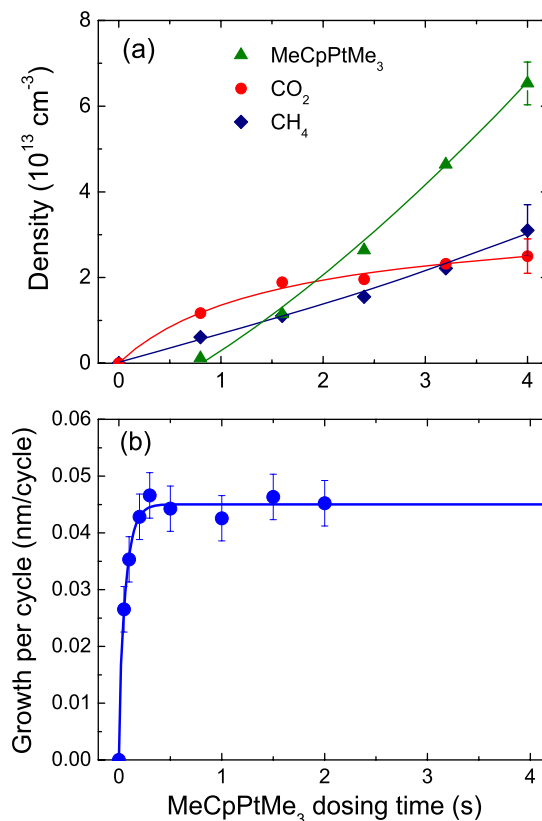 (a)
MeCpPtMe₃
CO₂
CH₄
Density (10¹³ cm⁻³)
8
6
4
2
0
0 1 2 3 4
(b)
Growth per cycle (nm/cycle)
0.06
0.05
0.04
0.03
0.02
0.01
0.00
0 1 2 3 4
MeCpPtMe₃ dosing time (s)